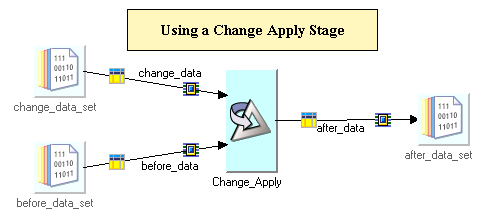 Using a Change Apply Stage
111
00110
11011
change_data
change_data_set
111
00110
11011
after_data
after_data_set
111
00110
11011
before_data
before_data_set
Change_Apply